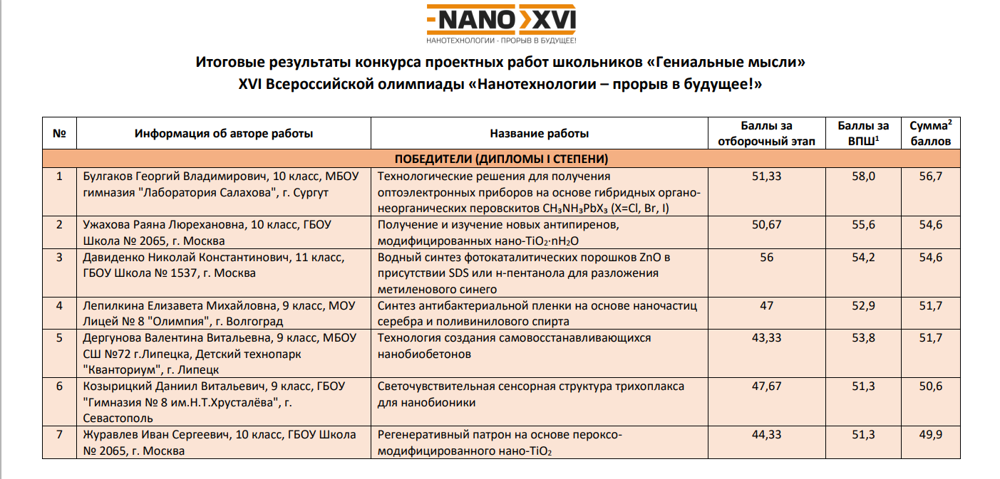 NANO XVI
НАНОТЕХНОЛОГИИ - ПРОРЫВ В БУДУЩЕЕ!
Итоговые результаты конкурса проектных работ школьников «Гениальные мысли»
XVI Всероссийской олимпиады «Нанотехнологии – прорыв в будущее!»
№ Информация об авторе работы Название работы Баллы за отборочный этап Баллы за ВПШ¹ Сумма² баллов
ПОБЕДИТЕЛИ (ДИПЛОМЫ I СТЕПЕНИ)
1 Булгаков Георгий Владимирович, 10 класс, МБОУ
гимназия "Лаборатория Салахова", г. Сургут
Технологические решения для получения
оптоэлектронных приборов на основе гибридных органо-
неорганических перовскитов CH₃NH₃PbX₃ (X=Cl, Br, I)
51,33 58,0 56,7
2 Ужахова Раяна Люрехановна, 10 класс, ГБОУ
Школа № 2065, г. Москва
Получение и изучение новых антипиренов,
модифицированных нано-TiO₂·nH₂O
50,67 55,6 54,6
3 Давиденко Николай Константинович, 11 класс,
ГБОУ Школа № 1537, г. Москва
Водный синтез фотокаталитических порошков ZnO в
присутствии SDS или н-пентанола для разложения
метиленового синего
56 54,2 54,6
4 Лепилкина Елизавета Михайловна, 9 класс, МОУ
Лицей № 8 "Олимпия", г. Волгоград
Синтез антибактериальной пленки на основе наночастиц
серебра и поливинилового спирта
47 52,9 51,7
5 Дергунова Валентина Витальевна, 9 класс, МБОУ
СШ №72 г.Липецка, Детский технопарк
"Кванториум", г. Липецк
Технология создания самовосстанавливающихся
нанобиобетонов
43,33 53,8 51,7
6 Козырицкий Даниил Витальевич, 9 класс, ГБОУ
"Гимназия № 8 им.Н.Т.Хрусталёва", г.
Севастополь
Светочувствительная сенсорная структура трихоплакса
для нанобионики
47,67 51,3 50,6
7 Журавлев Иван Сергеевич, 10 класс, ГБОУ Школа
№ 2065, г. Москва
Регенеративный патрон на основе пероксо-
модифицированного нано-TiO₂
44,33 51,3 49,9